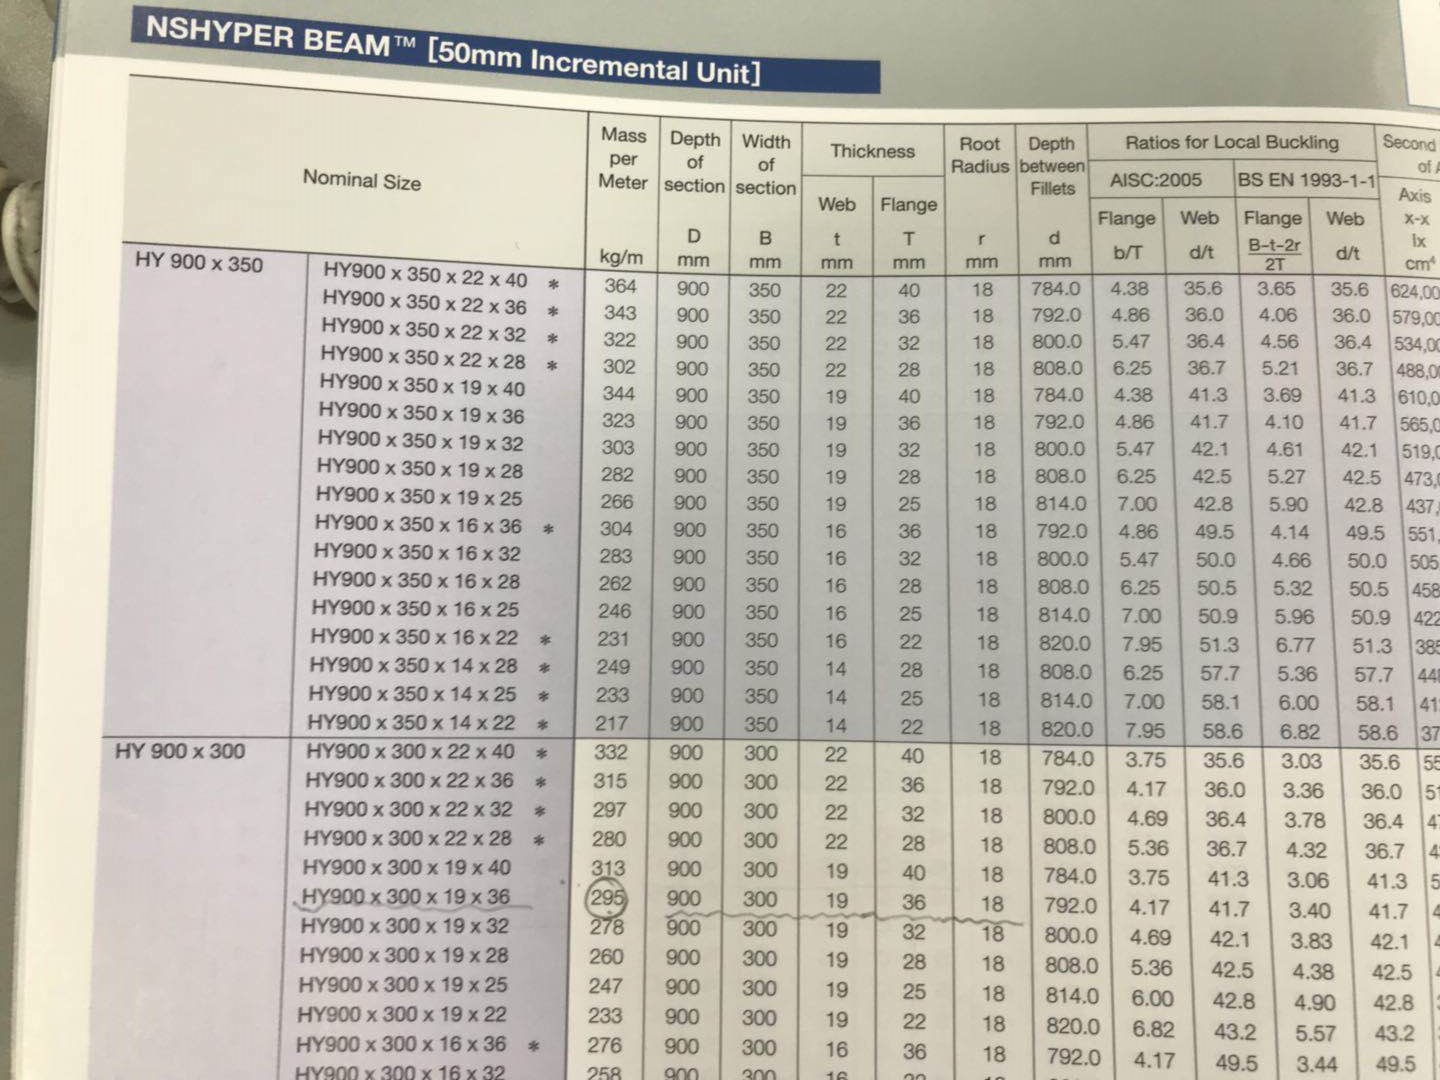 NSHYPER BEAM™ [50mm Incremental Unit]
Nominal Size
Mass per Meter kg/m
Depth of section D mm
Width of section B mm
Thickness
Web t mm
Flange T mm
Root Radius r mm
Depth between Fillets d mm
Ratios for Local Buckling
AISC:2005
BS EN 1993-1-1
Flange b/T
Web d/t
Flange B-t-2r 2T
Web d/t
Second
of
Axis x-x Ix cm⁴
HY 900 x 350
HY900 x 350 x 22 x 40 * 364 900 350 22 40 18 784.0 4.38 35.6 3.65 35.6 624,00
HY900 x 350 x 22 x 36 * 343 900 350 22 36 18 792.0 4.86 36.0 4.06 36.0 579,00
HY900 x 350 x 22 x 32 * 322 900 350 22 32 18 800.0 5.47 36.4 4.56 36.4 534,00
HY900 x 350 x 22 x 28 * 302 900 350 22 28 18 808.0 6.25 36.7 5.21 36.7 488,0
HY900 x 350 x 19 x 40 344 900 350 19 40 18 784.0 4.38 41.3 3.69 41.3 610,0
HY900 x 350 x 19 x 36 323 900 350 19 36 18 792.0 4.86 41.7 4.10 41.7 565,0
HY900 x 350 x 19 x 32 303 900 350 19 32 18 800.0 5.47 42.1 4.61 42.1 519,0
HY900 x 350 x 19 x 28 282 900 350 19 28 18 808.0 6.25 42.5 5.27 42.5 473,
HY900 x 350 x 19 x 25 266 900 350 19 25 18 814.0 7.00 42.8 5.90 42.8 437,
HY900 x 350 x 16 x 36 * 304 900 350 16 36 18 792.0 4.86 49.5 4.14 49.5 551,
HY900 x 350 x 16 x 32 283 900 350 16 32 18 800.0 5.47 50.0 4.66 50.0 505
HY900 x 350 x 16 x 28 262 900 350 16 28 18 808.0 6.25 50.5 5.32 50.5 458
HY900 x 350 x 16 x 25 246 900 350 16 25 18 814.0 7.00 50.9 5.96 50.9 422
HY900 x 350 x 16 x 22 * 231 900 350 16 22 18 820.0 7.95 51.3 6.77 51.3 385
HY900 x 350 x 14 x 28 * 249 900 350 14 28 18 808.0 6.25 57.7 5.36 57.7 44
HY900 x 350 x 14 x 25 * 233 900 350 14 25 18 814.0 7.00 58.1 6.00 58.1 41
HY900 x 350 x 14 x 22 * 217 900 350 14 22 18 820.0 7.95 58.6 6.82 58.6 37
HY 900 x 300
HY900 x 300 x 22 x 40 * 332 900 300 22 40 18 784.0 3.75 35.6 3.03 35.6 55
HY900 x 300 x 22 x 36 * 315 900 300 22 36 18 792.0 4.17 36.0 3.36 36.0 51
HY900 x 300 x 22 x 32 * 297 900 300 22 32 18 800.0 4.69 36.4 3.78 36.4 4
HY900 x 300 x 22 x 28 * 280 900 300 22 28 18 808.0 5.36 36.7 4.32 36.7 4
HY900 x 300 x 19 x 40 313 900 300 19 40 18 784.0 3.75 41.3 3.06 41.3 5
HY900 x 300 x 19 x 36 295 900 300 19 36 18 792.0 4.17 41.7 3.40 41.7 4
HY900 x 300 x 19 x 32 278 900 300 19 32 18 800.0 4.69 42.1 3.83 42.1
HY900 x 300 x 19 x 28 260 900 300 19 28 18 808.0 5.36 42.5 4.38 42.5
HY900 x 300 x 19 x 25 247 900 300 19 25 18 814.0 6.00 42.8 4.90 42.8
HY900 x 300 x 19 x 22 233 900 300 19 22 18 820.0 6.82 43.2 5.57 43.2
HY900 x 300 x 16 x 36 * 276 900 300 16 36 18 792.0 4.17 49.5 3.44 49.5
HY900 x 300 x 16 x 32 258 900 300 16